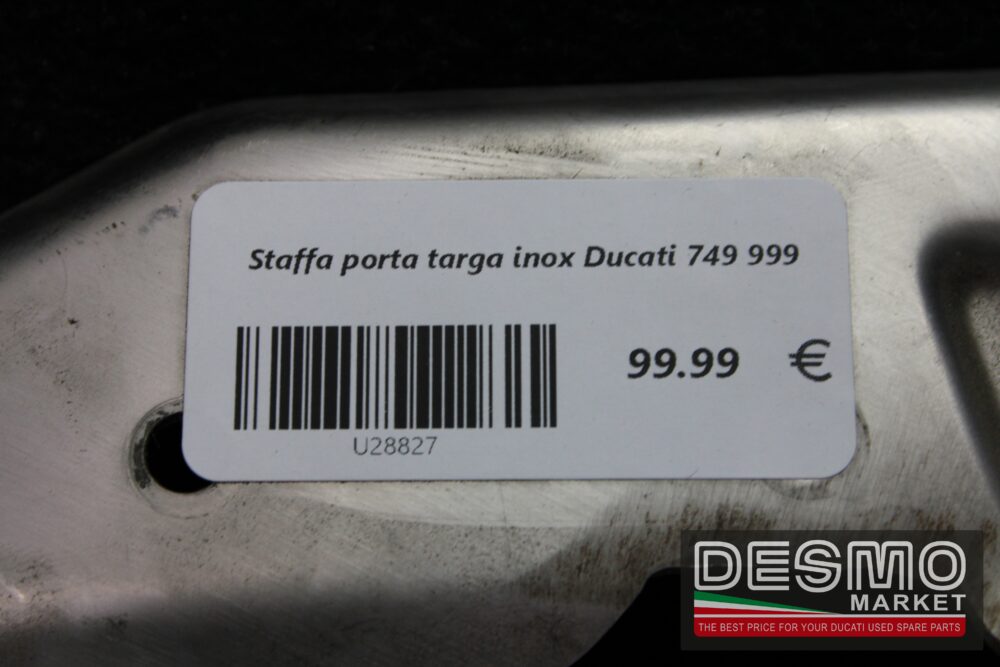 Staffa porta targa inox Ducati 749 999
99.99 €
U28827
DESMO
MARKET
THE BEST PRICE FOR YOUR DUCATI USED SPARE PARTS